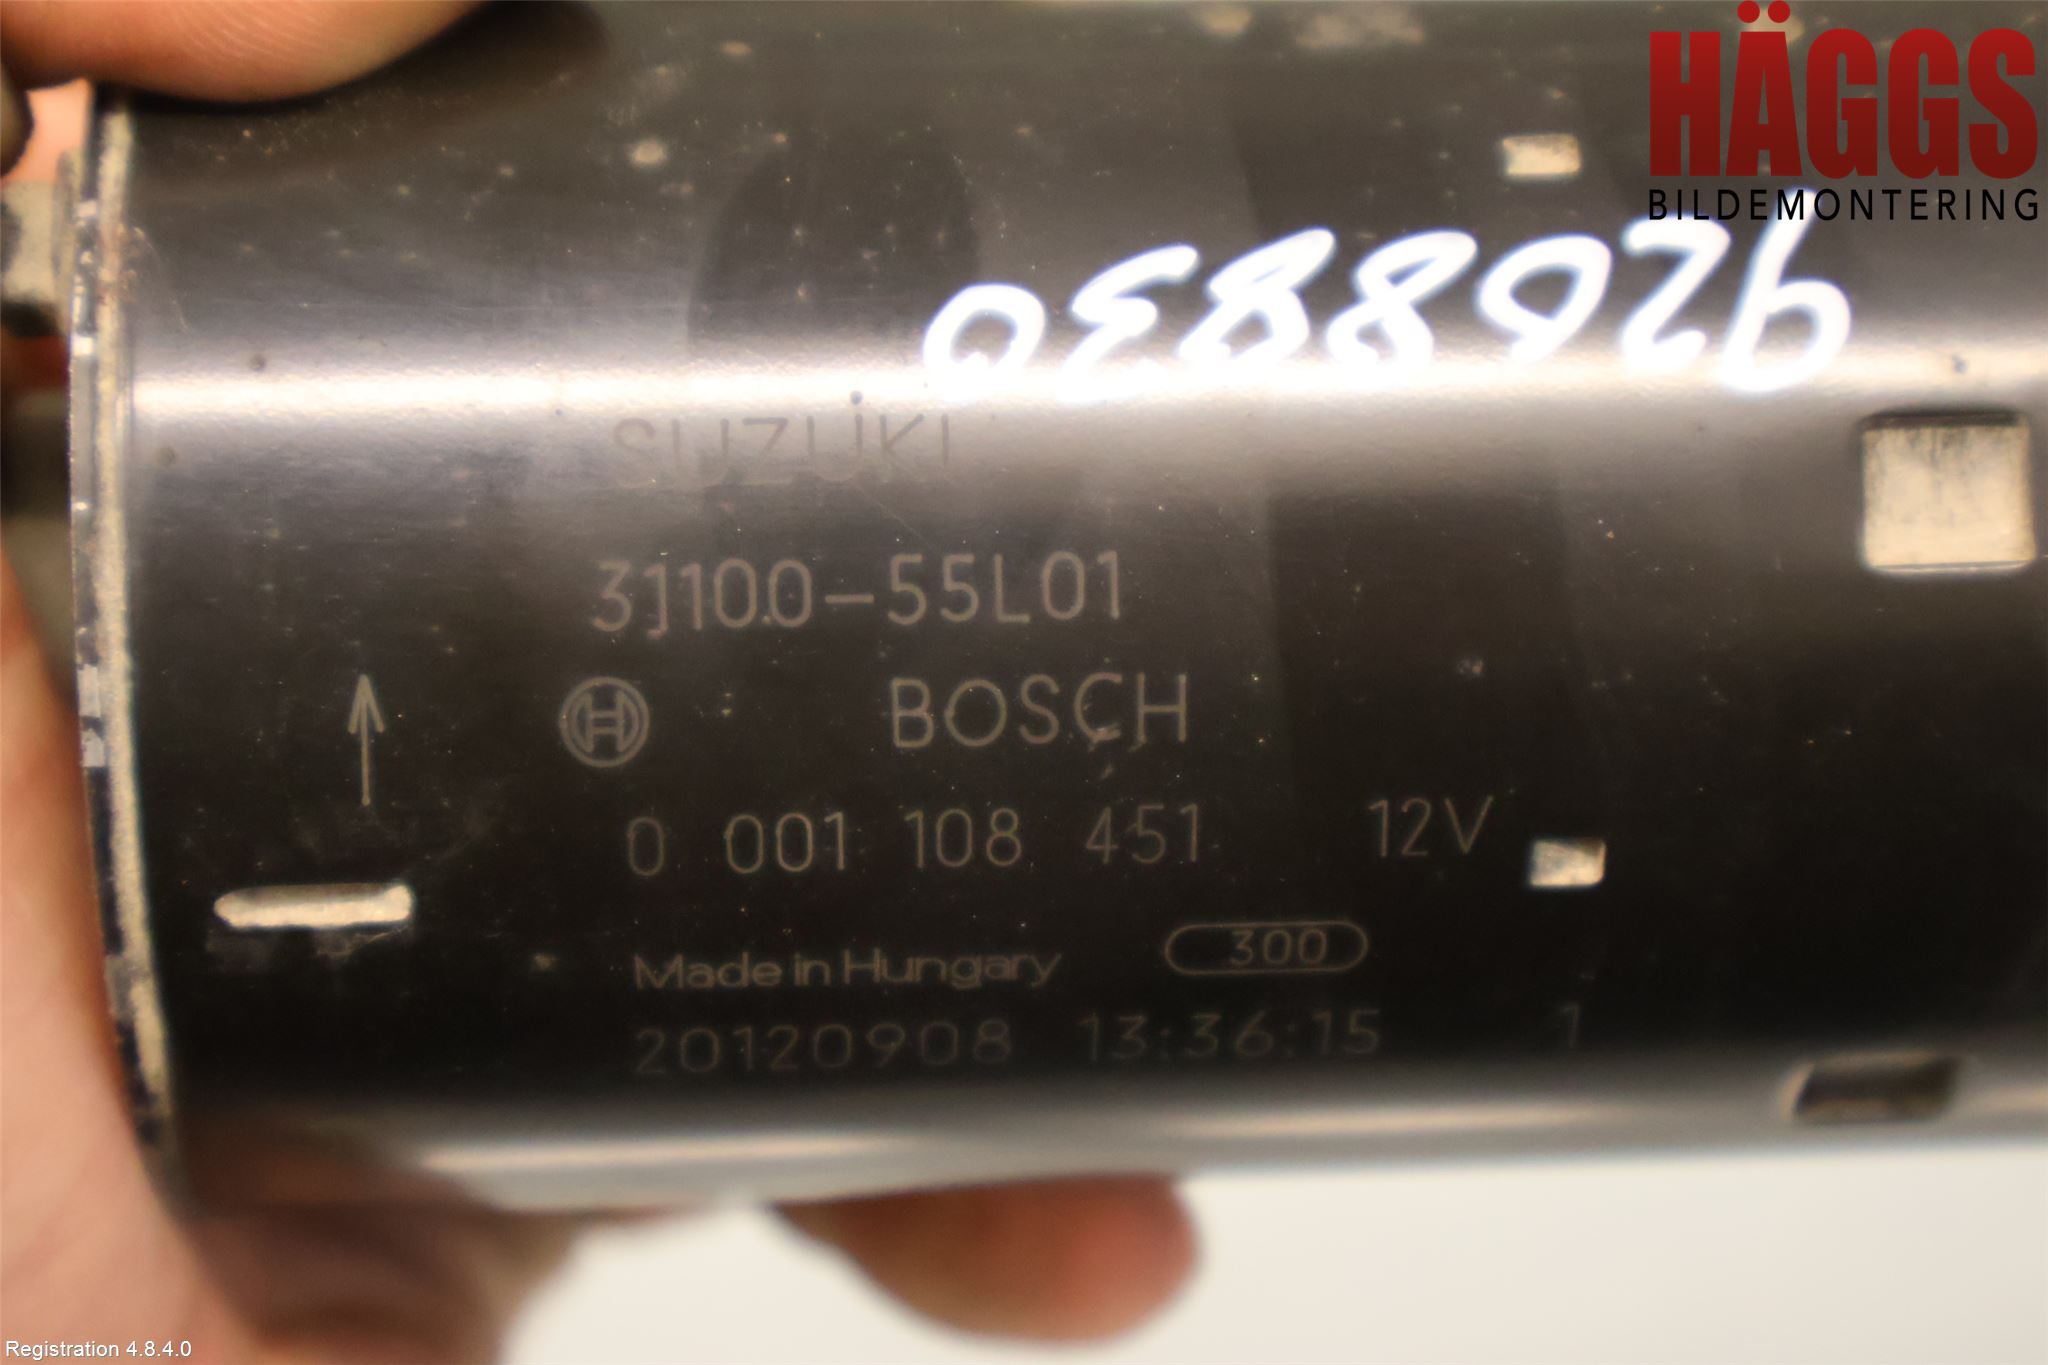 HÄGGS
BILDEMONTERING
9208830
SUZUKI
31100-55L01
BOSCH
0 001 108 451 12V
Made in Hungary 300
20120908 13:36:15 1
Registration 4.8.4.0